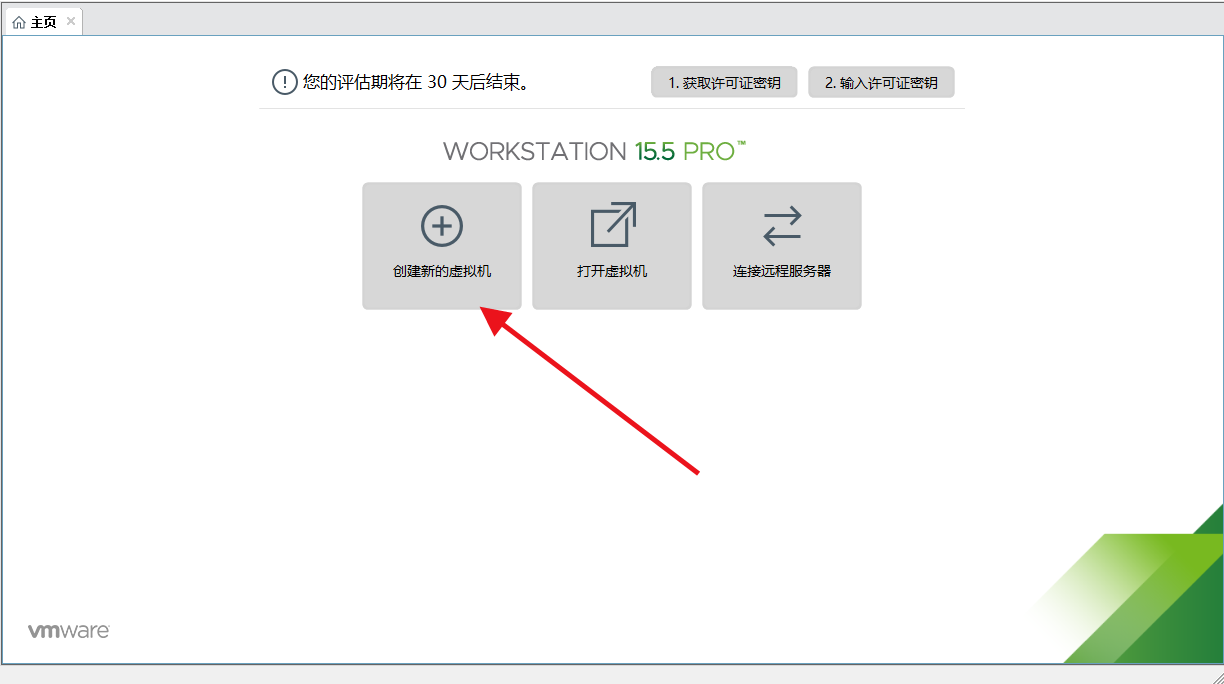 主页
您的评估期将在 30 天后结束。
1. 获取许可证密钥
2. 输入许可证密钥
WORKSTATION 15.5 PRO™
创建新的虚拟机
打开虚拟机
连接远程服务器
vmware